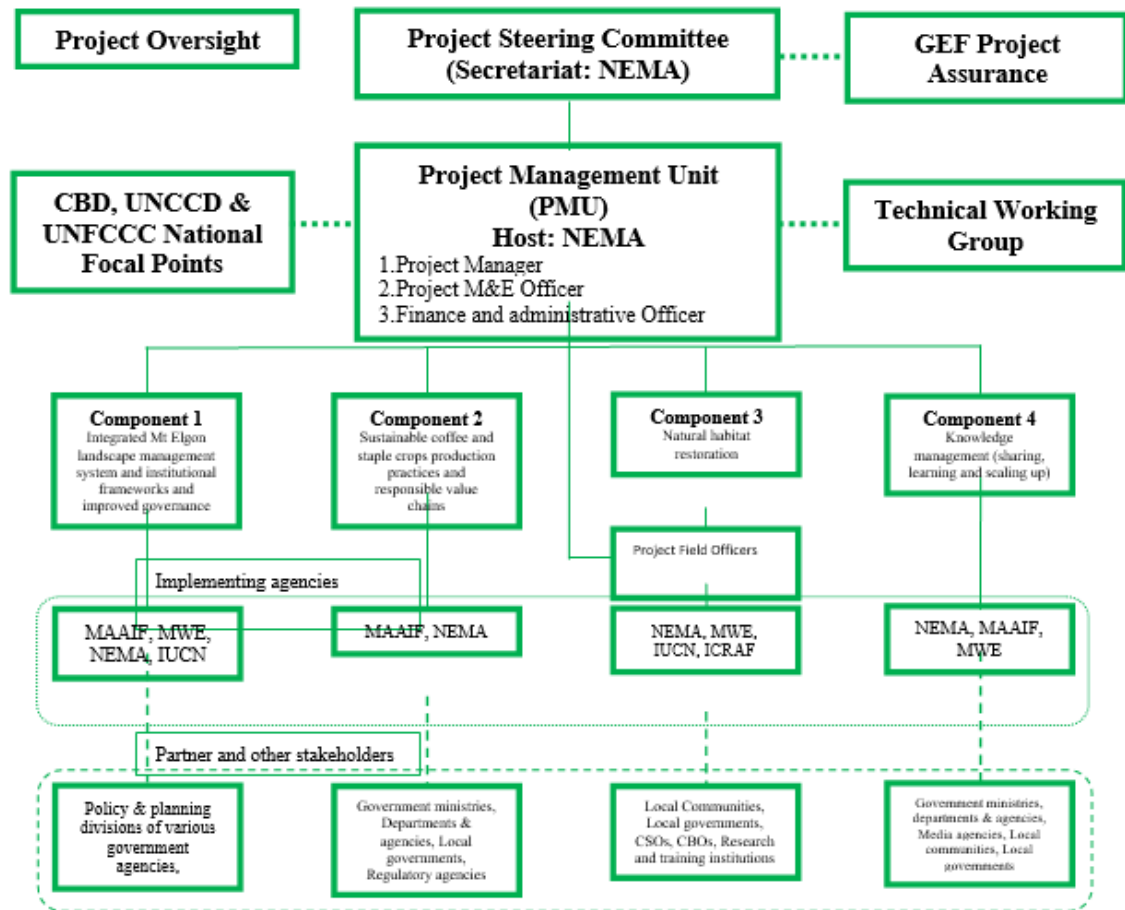 Project Oversight
Project Steering Committee
(Secretariat: NEMA)
GEF Project
Assurance
CBD, UNCCD &
UNFCCC National
Focal Points
Project Management Unit
(PMU)
Host: NEMA
1.Project Manager
2.Project M&E Officer
3.Finance and administrative Officer
Technical Working
Group
Component 1
Integrated Mt Elgon
landscape management
system and institutional
frameworks and
improved governance
Component 2
Sustainable coffee and
staple crops production
practices and
responsible value
chains
Component 3
Natural habitat
restoration
Component 4
Knowledge
management (sharing,
learning and scaling up)
Project Field Officers
Implementing agencies
MAAIF, MWE,
NEMA, IUCN
MAAIF, NEMA
NEMA, MWE,
IUCN, ICRAF
NEMA, MAAIF,
MWE
Partner and other stakeholders
Policy & planning
divisions of various
government
agencies,
Government ministries,
Departments &
agencies, Local
governments,
Regulatory agencies
Local Communities,
Local governments,
CSOs, CBOs, Research
and training institutions
Government ministries,
departments & agencies,
Media agencies, Local
communities, Local
governments